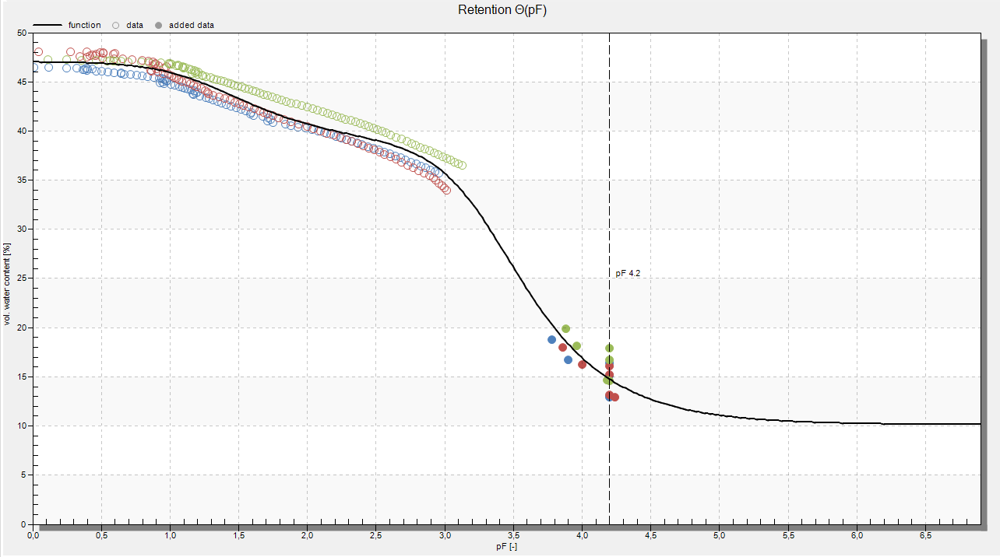 Retention Θ(pF)
function data added data
50
45
40
35
30
25
20
15
10
5
0
vol. water content [%]
pF 4.2
0,0 0,5 1,0 1,5 2,0 2,5 3,0 3,5 4,0 4,5 5,0 5,5 6,0 6,5
pF [-]